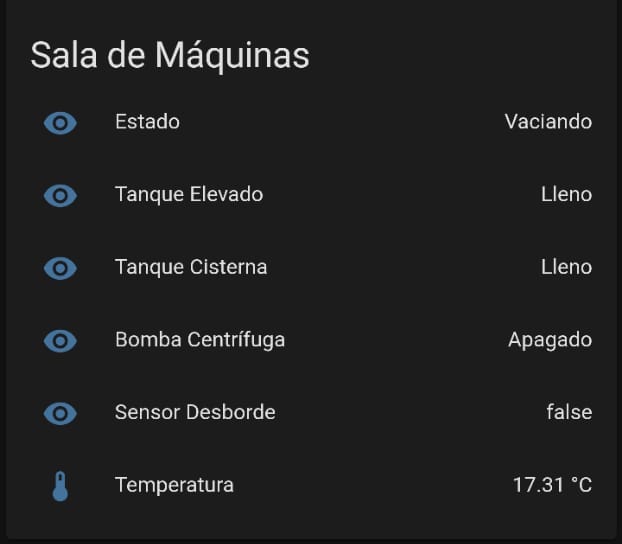 Sala de Máquinas
Estado Vaciando
Tanque Elevado Lleno
Tanque Cisterna Lleno
Bomba Centrífuga Apagado
Sensor Desborde false
Temperatura 17.31 °C